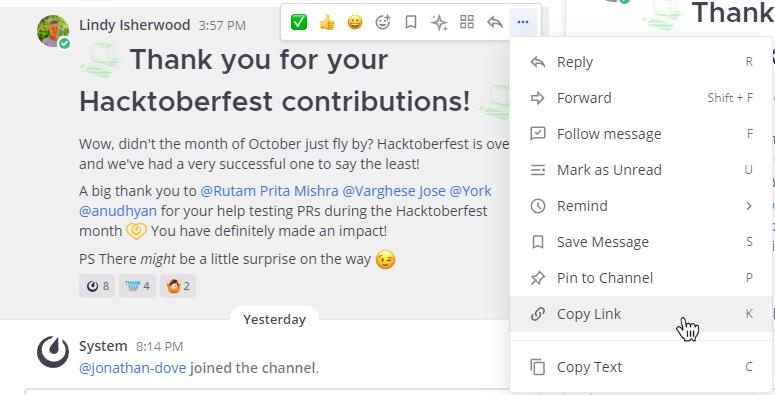 Lindy Isherwood 3:57 PM
Thank you for your
Hacktoberfest contributions!
Wow, didn't the month of October just fly by? Hacktoberfest is ove
and we've had a very successful one to say the least!
A big thank you to @Rutam Prita Mishra @Varghese Jose @York
@anudhyan for your help testing PRs during the Hacktoberfest
month You have definitely made an impact!
PS There might be a little surprise on the way
8 THANK YOU 4 2
Yesterday
System 8:14 PM
@jonathan-dove joined the channel.
Thank
Reply R
Forward Shift + F
Follow message F
Mark as Unread U
Remind
Save Message S
Pin to Channel P
Copy Link K
Copy Text C